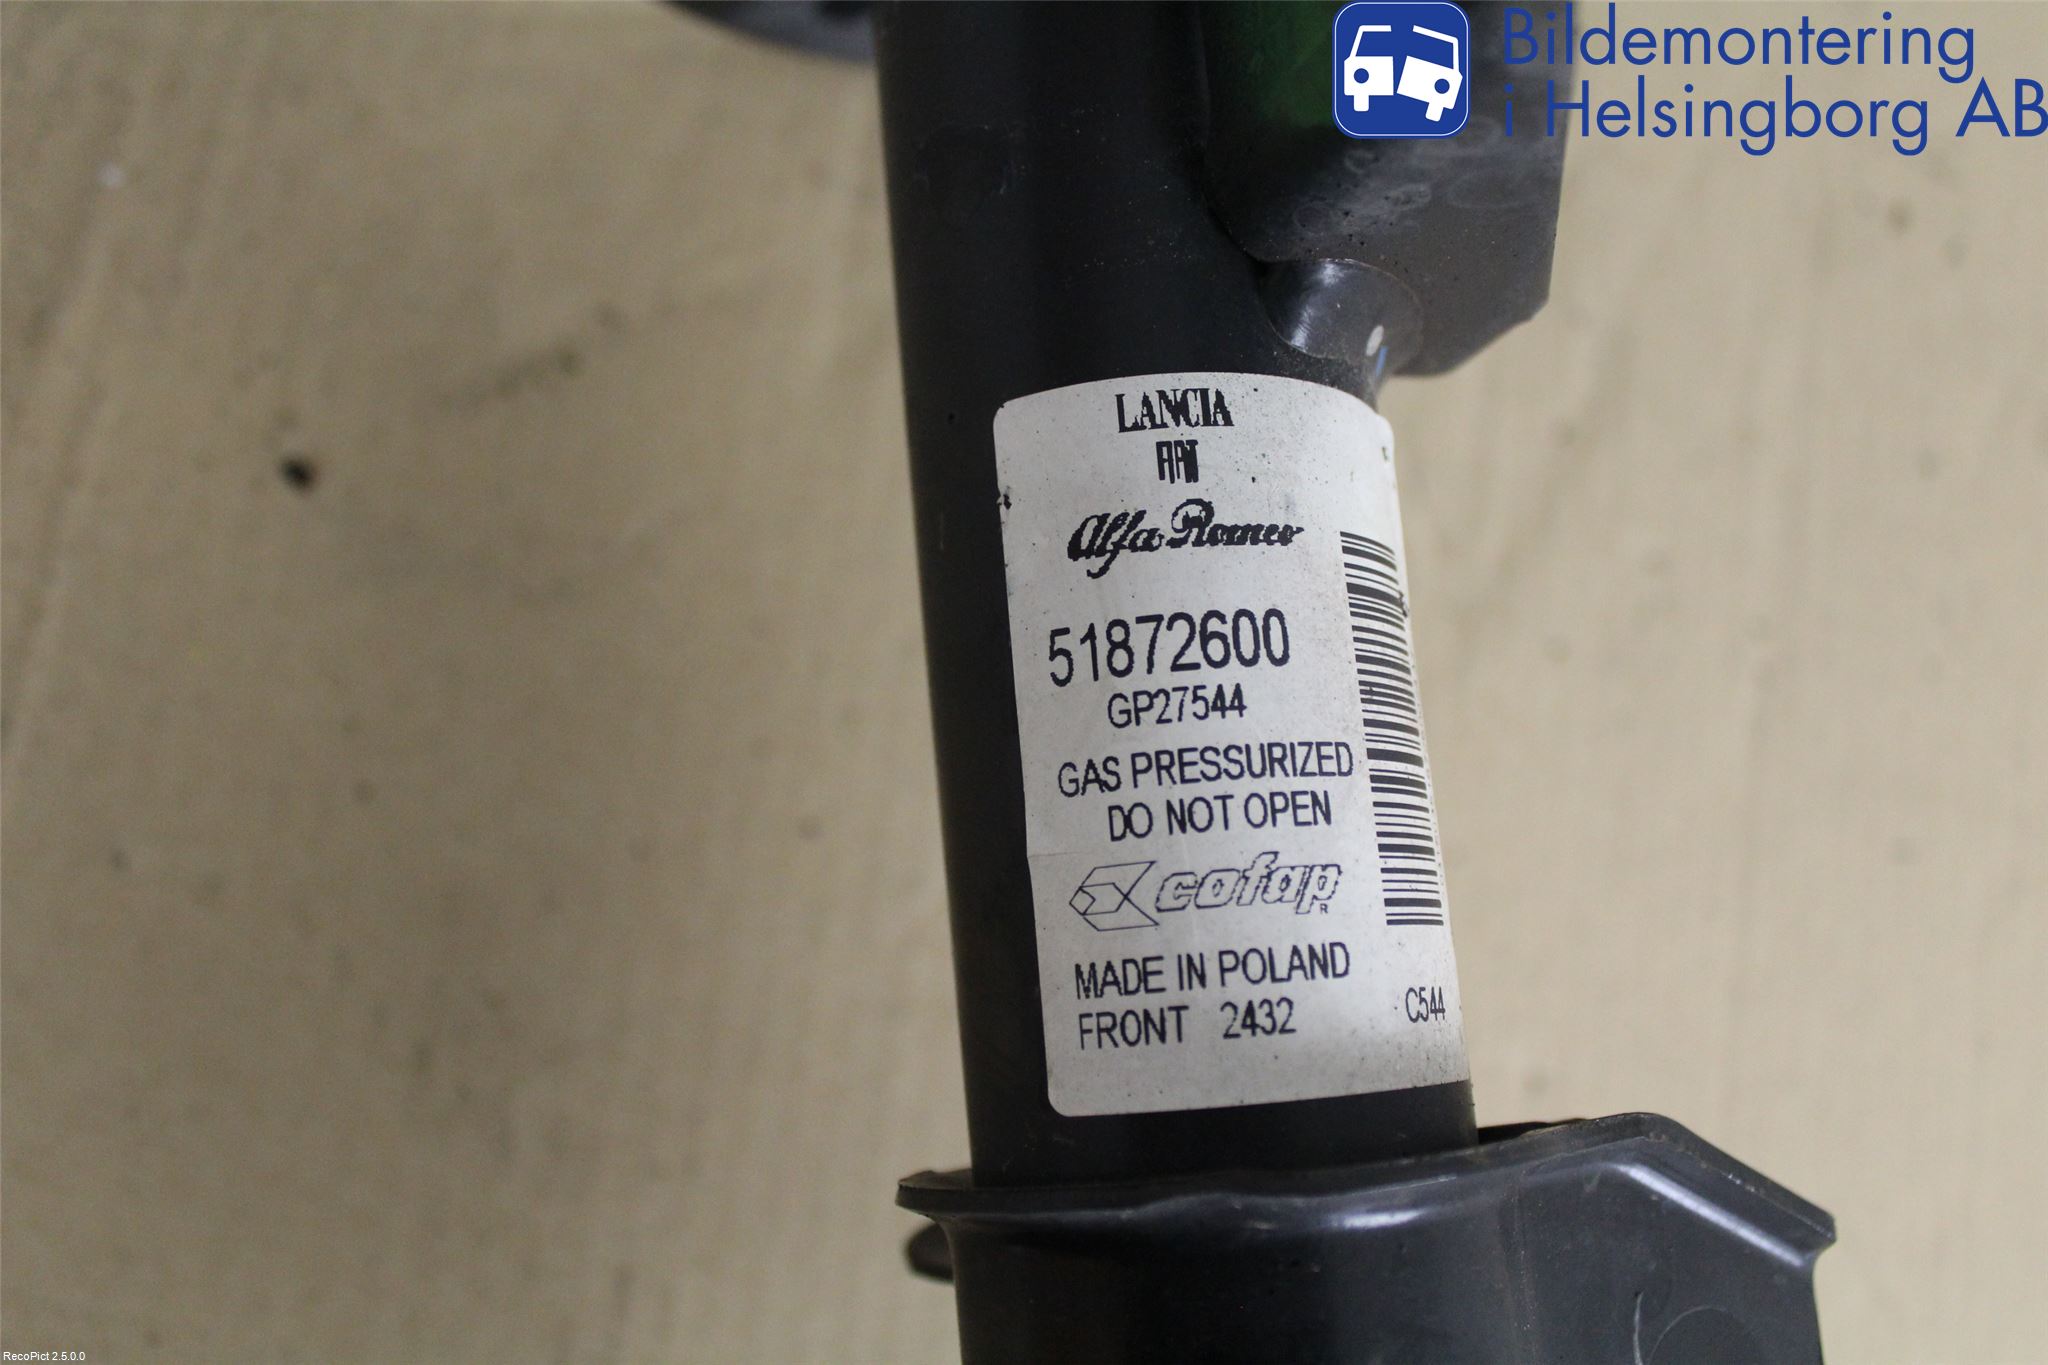 Bildemontering
i Helsingborg AB
LANCIA
FIAT
Alfa Romeo
51872600
GP27544
GAS PRESSURIZED
DO NOT OPEN
cofap
R
MADE IN POLAND
FRONT 2432
C544
RecoPict 2.5.0.0